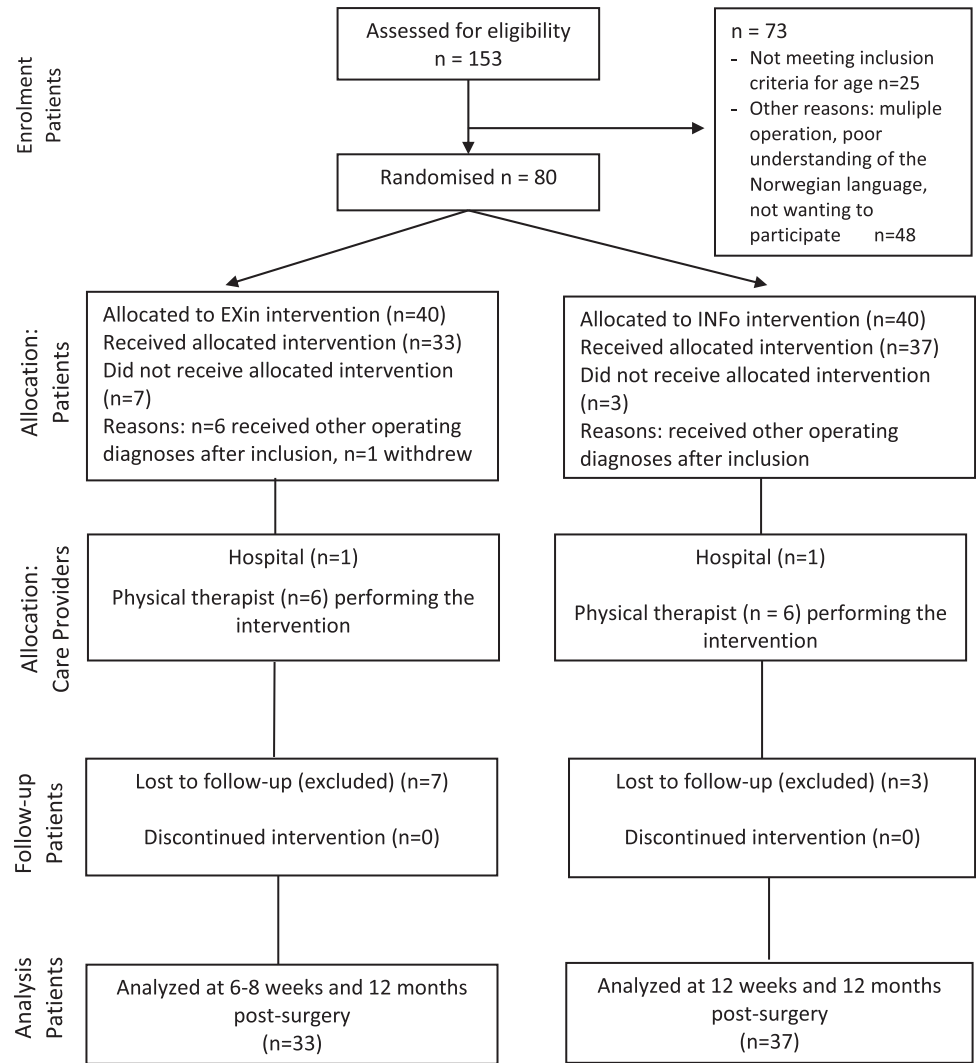 Enrolment
Patients
Assessed for eligibility
n = 153
n = 73
- Not meeting inclusion
criteria for age n=25
- Other reasons: muliple
operation, poor
understanding of the
Norwegian language,
not wanting to
participate n=48
Randomised n = 80
Allocation:
Patients
Allocated to EXin intervention (n=40)
Received allocated intervention (n=33)
Did not receive allocated intervention
(n=7)
Reasons: n=6 received other operating
diagnoses after inclusion, n=1 withdrew
Allocated to INFo intervention (n=40)
Received allocated intervention (n=37)
Did not receive allocated intervention
(n=3)
Reasons: received other operating
diagnoses after inclusion
Allocation:
Care Providers
Hospital (n=1)
Physical therapist (n=6) performing the
intervention
Hospital (n=1)
Physical therapist (n = 6) performing the
intervention
Follow-up
Patients
Lost to follow-up (excluded) (n=7)
Discontinued intervention (n=0)
Lost to follow-up (excluded) (n=3)
Discontinued intervention (n=0)
Analysis
Patients
Analyzed at 6-8 weeks and 12 months
post-surgery
(n=33)
Analyzed at 12 weeks and 12 months
post-surgery
(n=37)